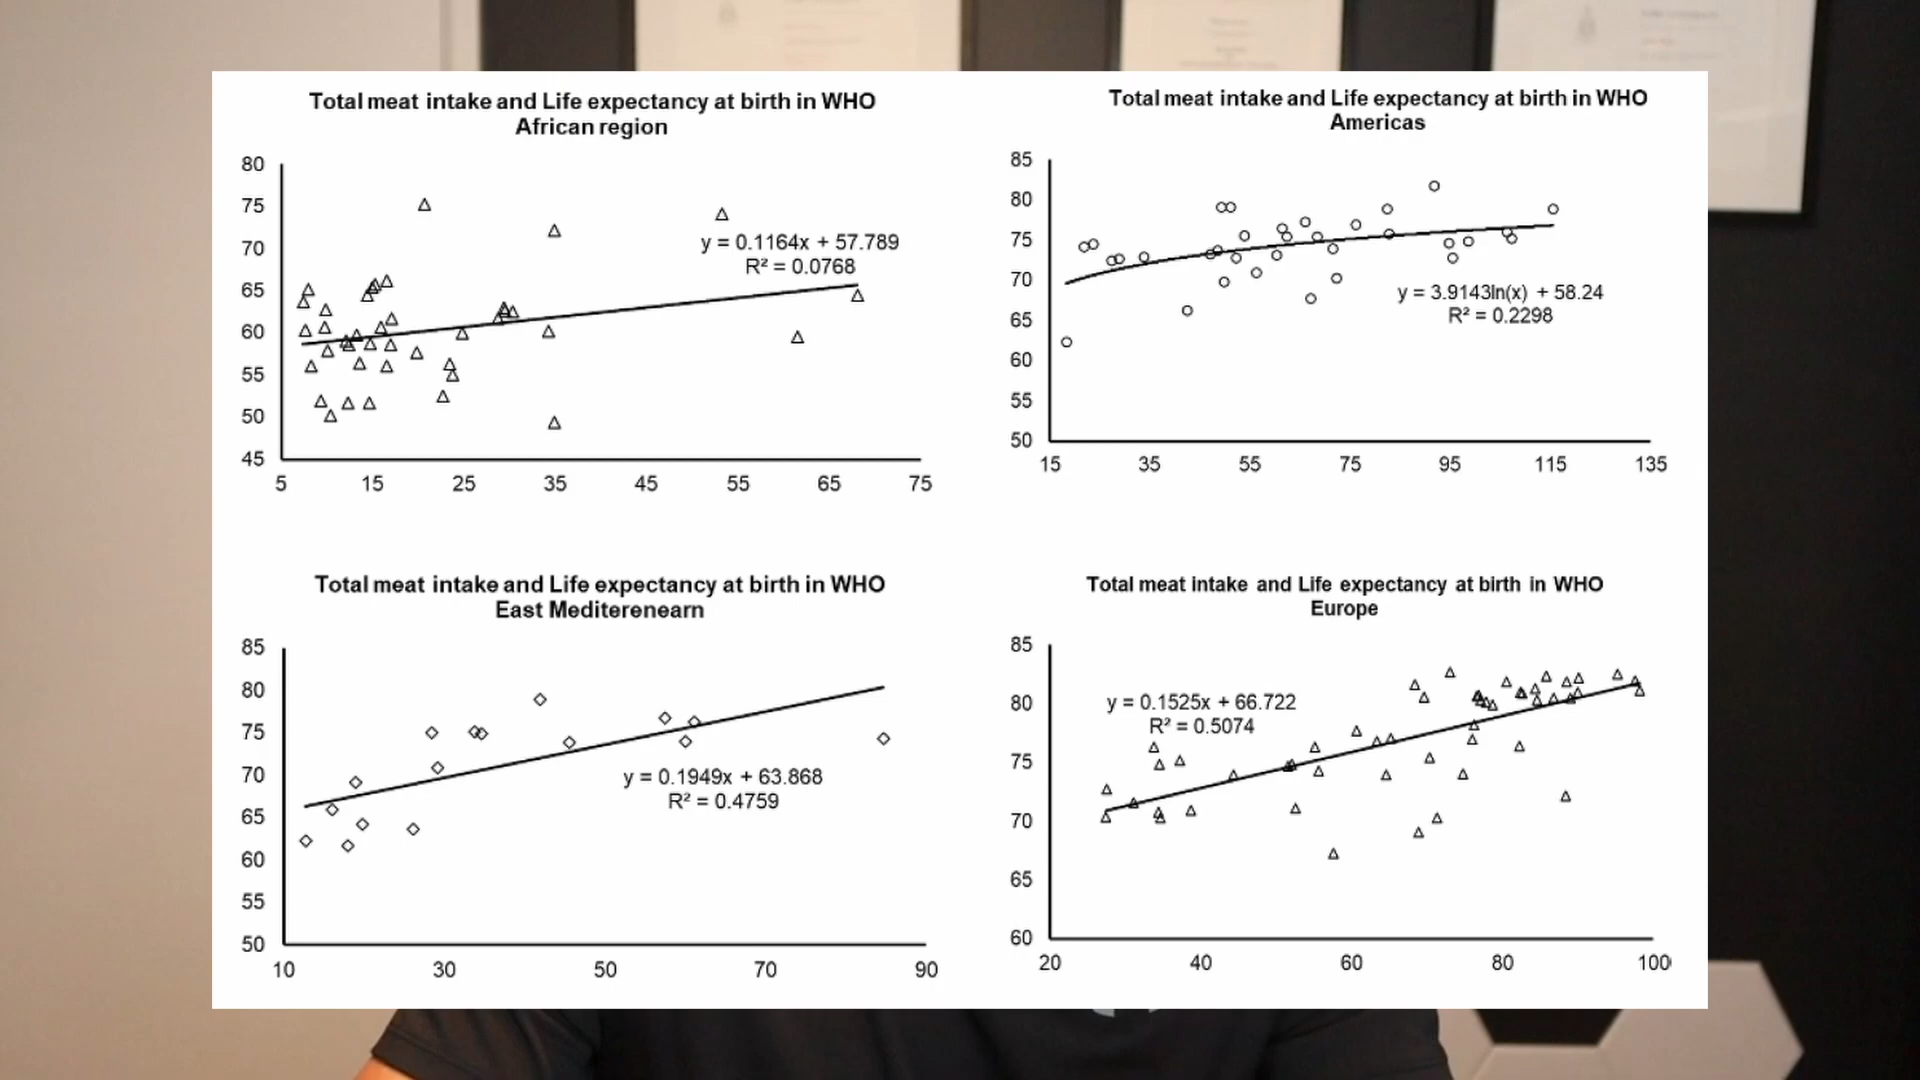 Total meat intake and Life expectancy at birth in WHO
African region
80
75
70
65
60
55
50
45
5 15 25 35 45 55 65 75
y = 0.1164x + 57.789
R² = 0.0768
Total meat intake and Life expectancy at birth in WHO
Americas
85
80
75
70
65
60
55
50
15 35 55 75 95 115 135
y = 3.9143ln(x) + 58.24
R² = 0.2298
Total meat intake and Life expectancy at birth in WHO
East Mediterenearn
85
80
75
70
65
60
55
50
10 30 50 70 90
y = 0.1949x + 63.868
R² = 0.4759
Total meat intake and Life expectancy at birth in WHO
Europe
85
80
75
70
65
60
20 40 60 80 100
y = 0.1525x + 66.722
R² = 0.5074